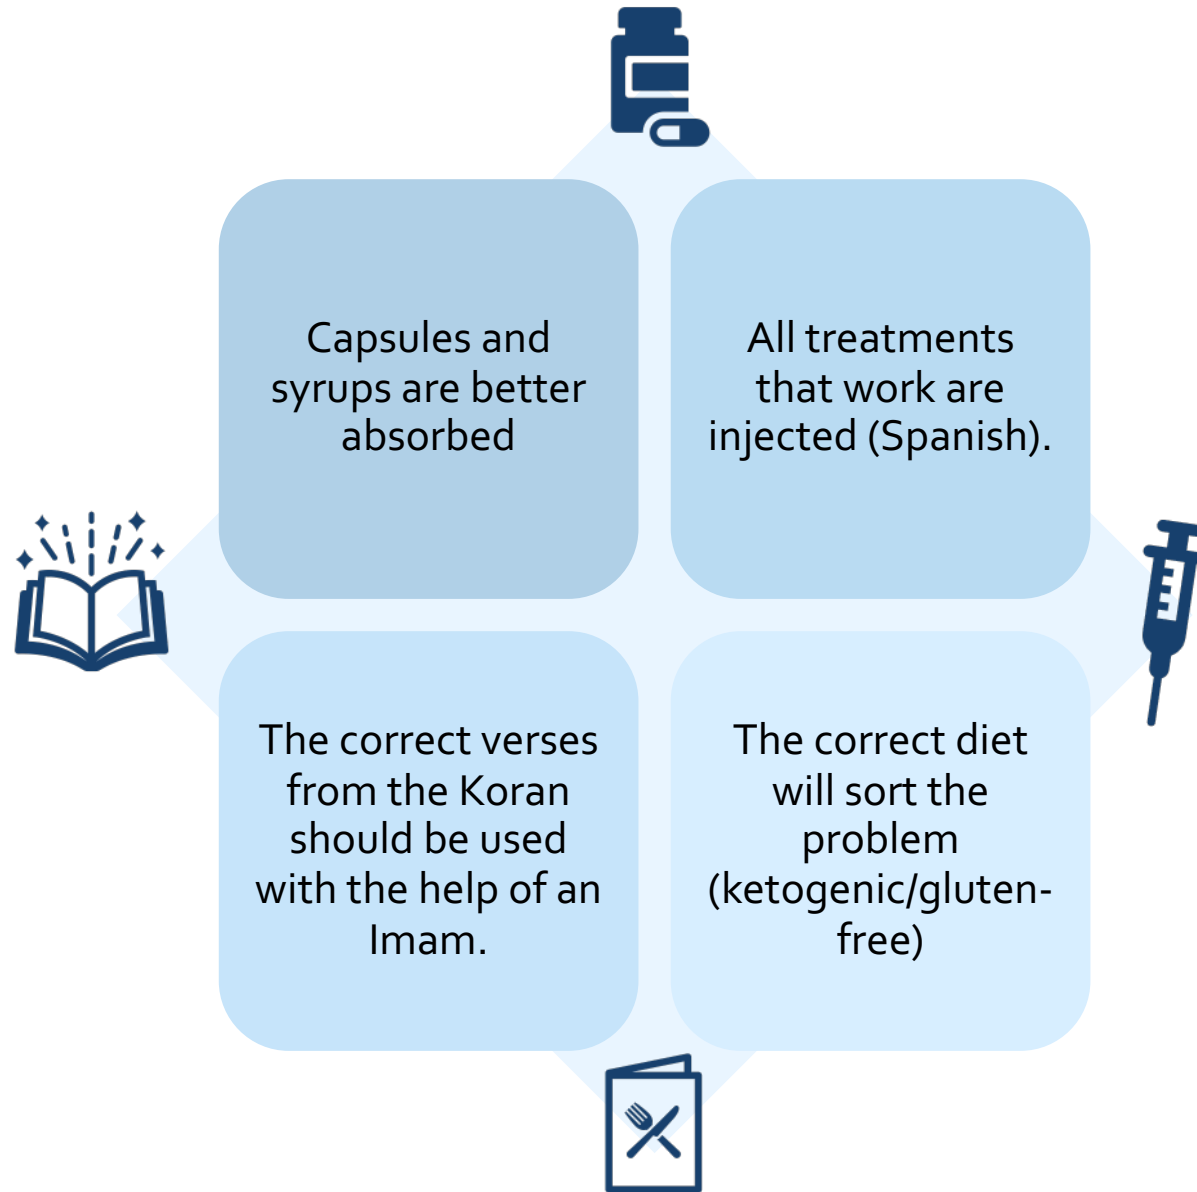 Capsules and
syrups are better
absorbed
All treatments
that work are
injected (Spanish).
The correct verses
from the Koran
should be used
with the help of an
Imam.
The correct diet
will sort the
problem
(ketogenic/gluten-
free)